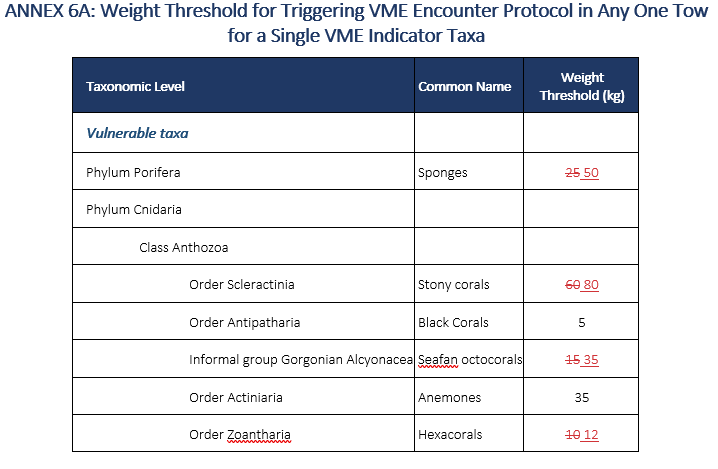 ANNEX 6A: Weight Threshold for Triggering VME Encounter Protocol in Any One Tow
for a Single VME Indicator Taxa
Taxonomic Level Common Name Weight Threshold (kg)
Vulnerable taxa
Phylum Porifera Sponges 25 50
Phylum Cnidaria
Class Anthozoa
Order Scleractinia Stony corals 60 80
Order Antipatharia Black Corals 5
Informal group Gorgonian Alcyonacea Seafan octocorals 15 35
Order Actiniaria Anemones 35
Order Zoantharia Hexacorals 10 12